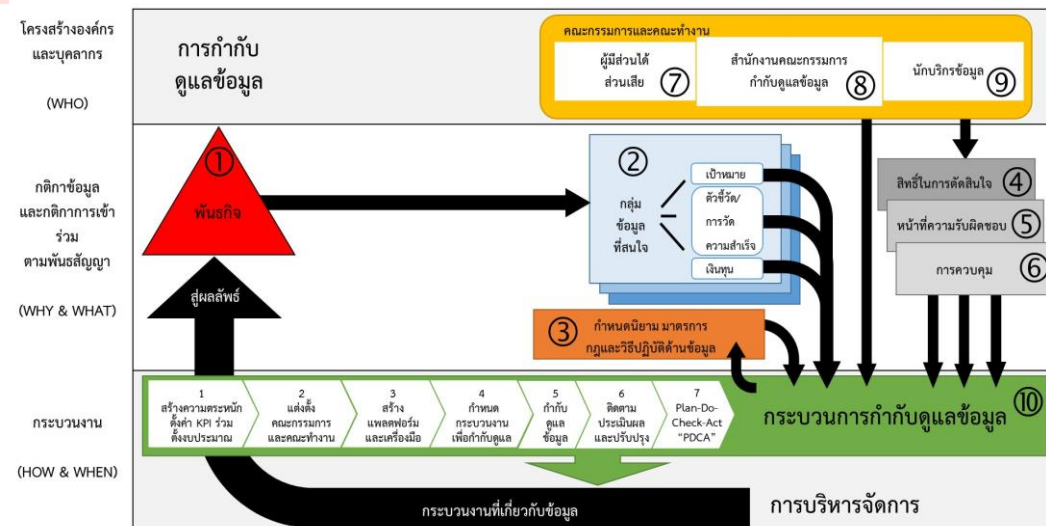 โครงสร้างองค์กร
และบุคลากร
(WHO)
การกำกับ
ดูแลข้อมูล
คณะกรรมการและคณะทำงาน
ผู้มีส่วนได้
ส่วนเสีย
⑦
สำนักงานคณะกรรมการ
กำกับดูแลข้อมูล
⑧
นักบริกรข้อมูล
⑨
กติกาข้อมูล
และกติกาการเข้า
ร่วม
ตามพันธสัญญา
(WHY & WHAT)
①
พันธกิจ
สู่ผลลัพธ์
②
กลุ่ม
ข้อมูล
ที่สนใจ
เป้าหมาย
ตัวชี้วัด/
การวัด
ความสำเร็จ
เงินทุน
③
กำหนดนิยาม มาตรการ
กฎและวิธีปฏิบัติด้านข้อมูล
สิทธิ์ในการตัดสินใจ ④
หน้าที่ความรับผิดชอบ ⑤
การควบคุม ⑥
กระบวนงาน
(HOW & WHEN)
1
สร้างความตระหนัก
ตั้งค่า KPI ร่วม
ตั้งงบประมาณ
2
แต่งตั้ง
คณะกรรมการ
และคณะทำงาน
3
สร้าง
แพลตฟอร์ม
และเครื่องมือ
4
กำหนด
กระบวนงาน
เพื่อกำกับดูแล
5
กำกับ
ดูแล
ข้อมูล
6
ติดตาม
ประเมินผล
และปรับปรุง
7
Plan-Do-
Check-Act
"PDCA"
กระบวนการกำกับดูแลข้อมูล ⑩
กระบวนงานที่เกี่ยวกับข้อมูล
การบริหารจัดการ